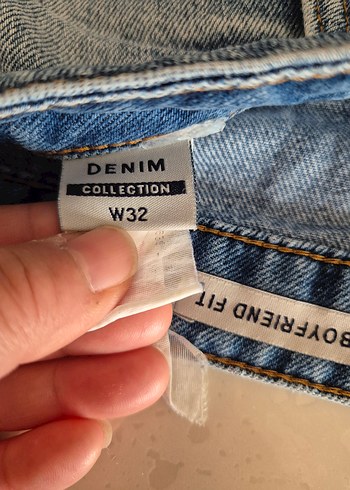 DENIM
COLLECTION
W32
BOYFRIEND FIT